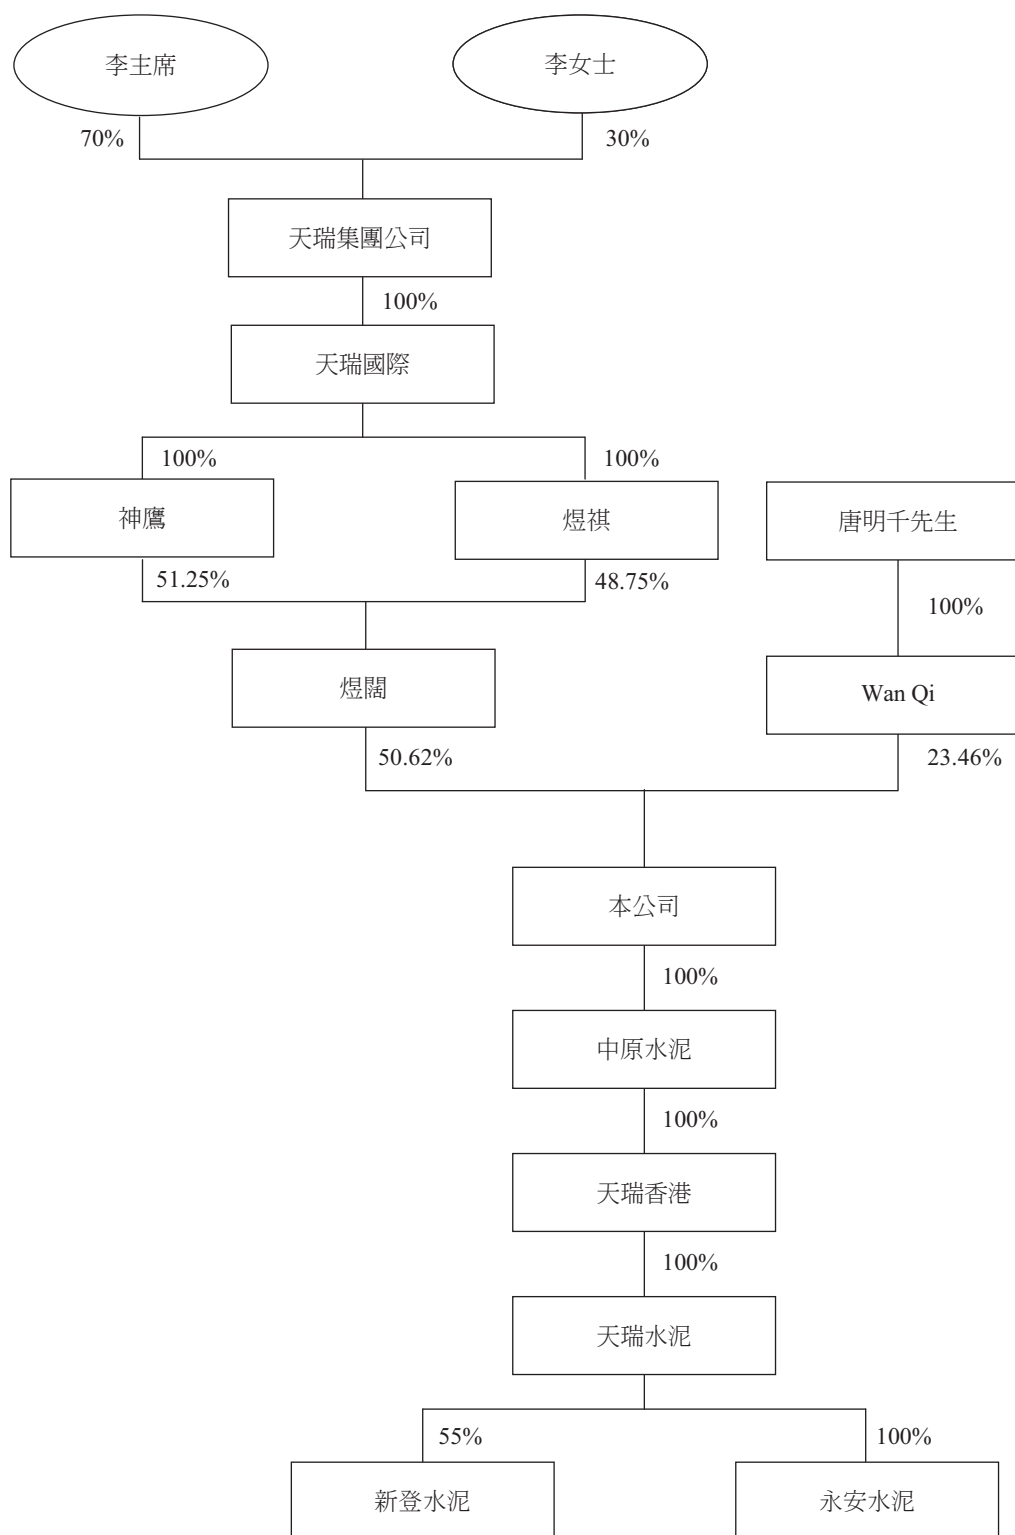 李主席
李女士
70%
30%
天瑞集團公司
100%
天瑞國際
100%
100%
神鷹
煜祺
唐明千先生
51.25%
48.75%
100%
煜闊
Wan Qi
50.62%
23.46%
本公司
100%
中原水泥
100%
天瑞香港
100%
天瑞水泥
55%
100%
新登水泥
永安水泥